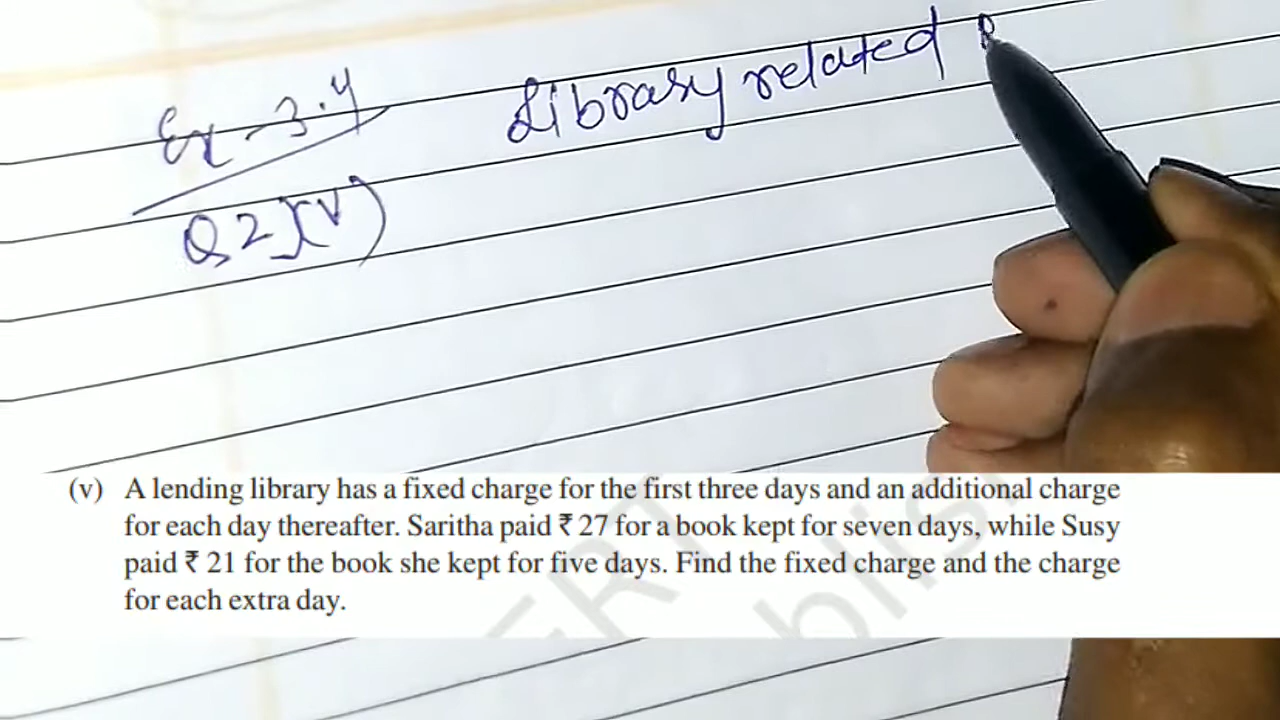 Ex - 3.4
Library related P
Q2)(v)
(v) A lending library has a fixed charge for the first three days and an additional charge
for each day thereafter. Saritha paid ₹ 27 for a book kept for seven days, while Susy
paid ₹ 21 for the book she kept for five days. Find the fixed charge and the charge
for each extra day.